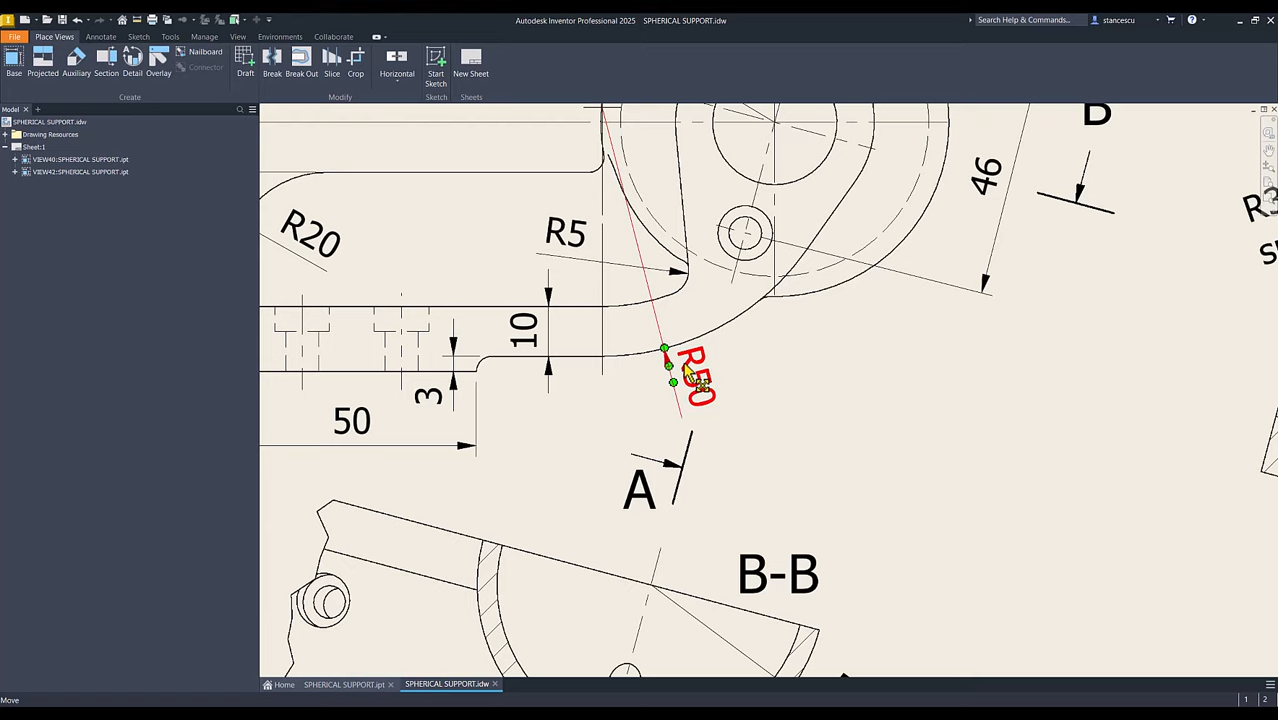 Autodesk Inventor Professional 2025 SPHERICAL SUPPORT.idw
Search Help & Commands...
stancescu
File Place Views Annotate Sketch Tools Manage View Environments Collaborate
Base Projected Auxiliary Section Detail Overlay
Nailboard
Connector
Draft
Break Break Out Slice Crop
Horizontal
Start Sketch
New Sheet
Create
Modify
Sketch
Sheets
Model
SPHERICAL SUPPORT.idw
Drawing Resources
Sheet:1
VIEW40:SPHERICAL SUPPORT.ipt
VIEW42:SPHERICAL SUPPORT.ipt
B
46
R20
R5
10
R50
3
50
A
B-B
Home SPHERICAL SUPPORT.ipt SPHERICAL SUPPORT.idw
Move
1 2